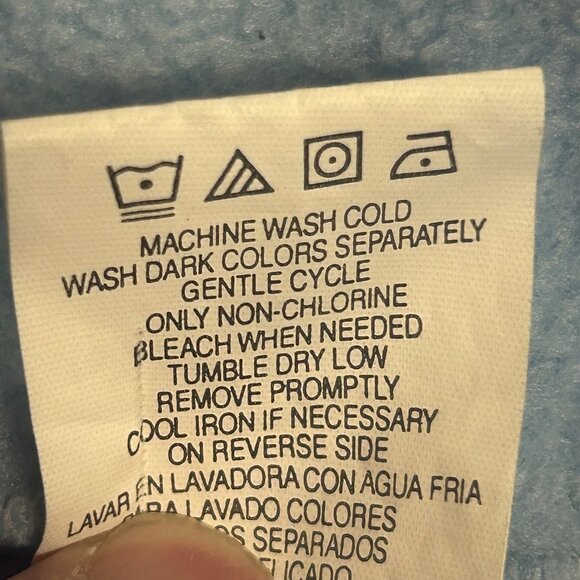 MACHINE WASH COLD
WASH DARK COLORS SEPARATELY
GENTLE CYCLE
ONLY NON-CHLORINE
BLEACH WHEN NEEDED
TUMBLE DRY LOW
REMOVE PROMPTLY
COOL IRON IF NECESSARY
ON REVERSE SIDE
LAVAR EN LAVADORA CON AGUA FRIA
LAVADO COLORES
SEPARADOS